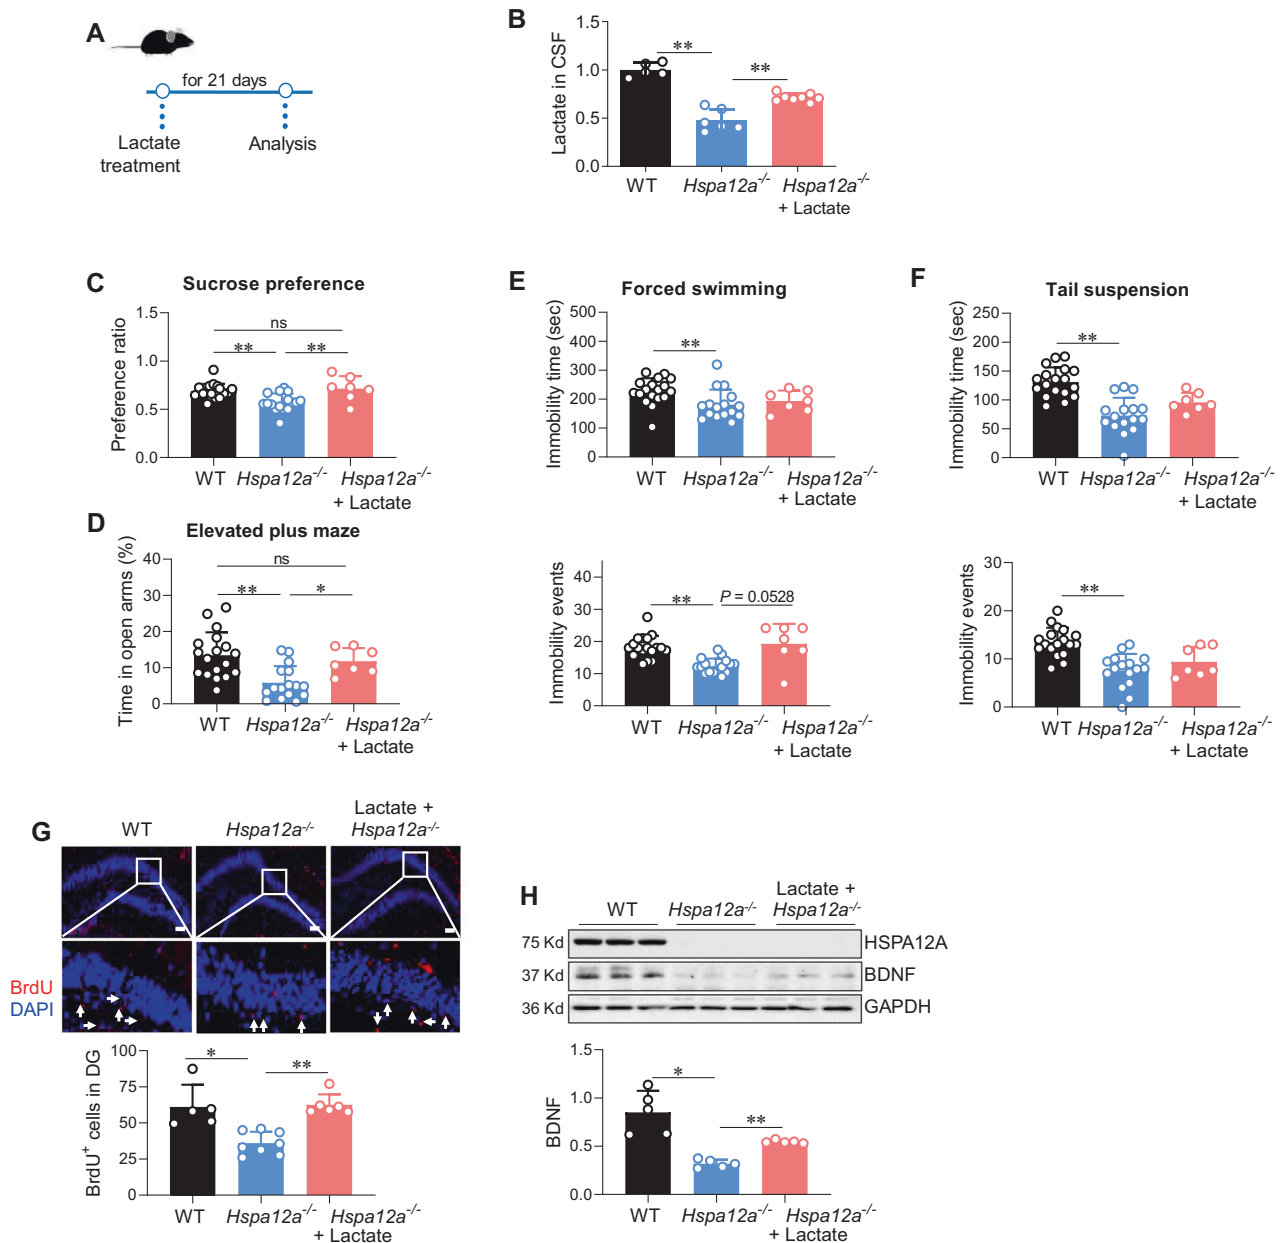 A
for 21 days
Lactate
treatment
Analysis
B
Lactate in CSF
1.5
1.0
0.5
0.0
**
**
WT
Hspa12a-/-
Hspa12a-/-
+ Lactate
C
Sucrose preference
Preference ratio
1.5
1.0
0.5
0.0
ns
**
**
WT
Hspa12a-/-
Hspa12a-/-
+ Lactate
D
Elevated plus maze
Time in open arms (%)
40
30
20
10
0
ns
**
*
WT
Hspa12a-/-
Hspa12a-/-
+ Lactate
E
Forced swimming
Immobility time (sec)
500
400
300
200
100
0
**
WT
Hspa12a-/-
Hspa12a-/-
+ Lactate
Immobility events
40
30
20
10
0
**
P = 0.0528
WT
Hspa12a-/-
Hspa12a-/-
+ Lactate
F
Tail suspension
Immobility time (sec)
250
200
150
100
50
0
**
WT
Hspa12a-/-
Hspa12a-/-
+ Lactate
Immobility events
30
20
10
0
**
WT
Hspa12a-/-
Hspa12a-/-
+ Lactate
G
WT
Hspa12a-/-
Lactate +
Hspa12a-/-
BrdU
DAPI
BrdU+ cells in DG
100
75
50
25
0
*
**
WT
Hspa12a-/-
Hspa12a-/-
+ Lactate
H
WT
Hspa12a-/-
Lactate +
Hspa12a-/-
75 Kd
HSPA12A
37 Kd
BDNF
36 Kd
GAPDH
BDNF
1.5
1.0
0.5
0.0
*
**
WT
Hspa12a-/-
Hspa12a-/-
+ Lactate